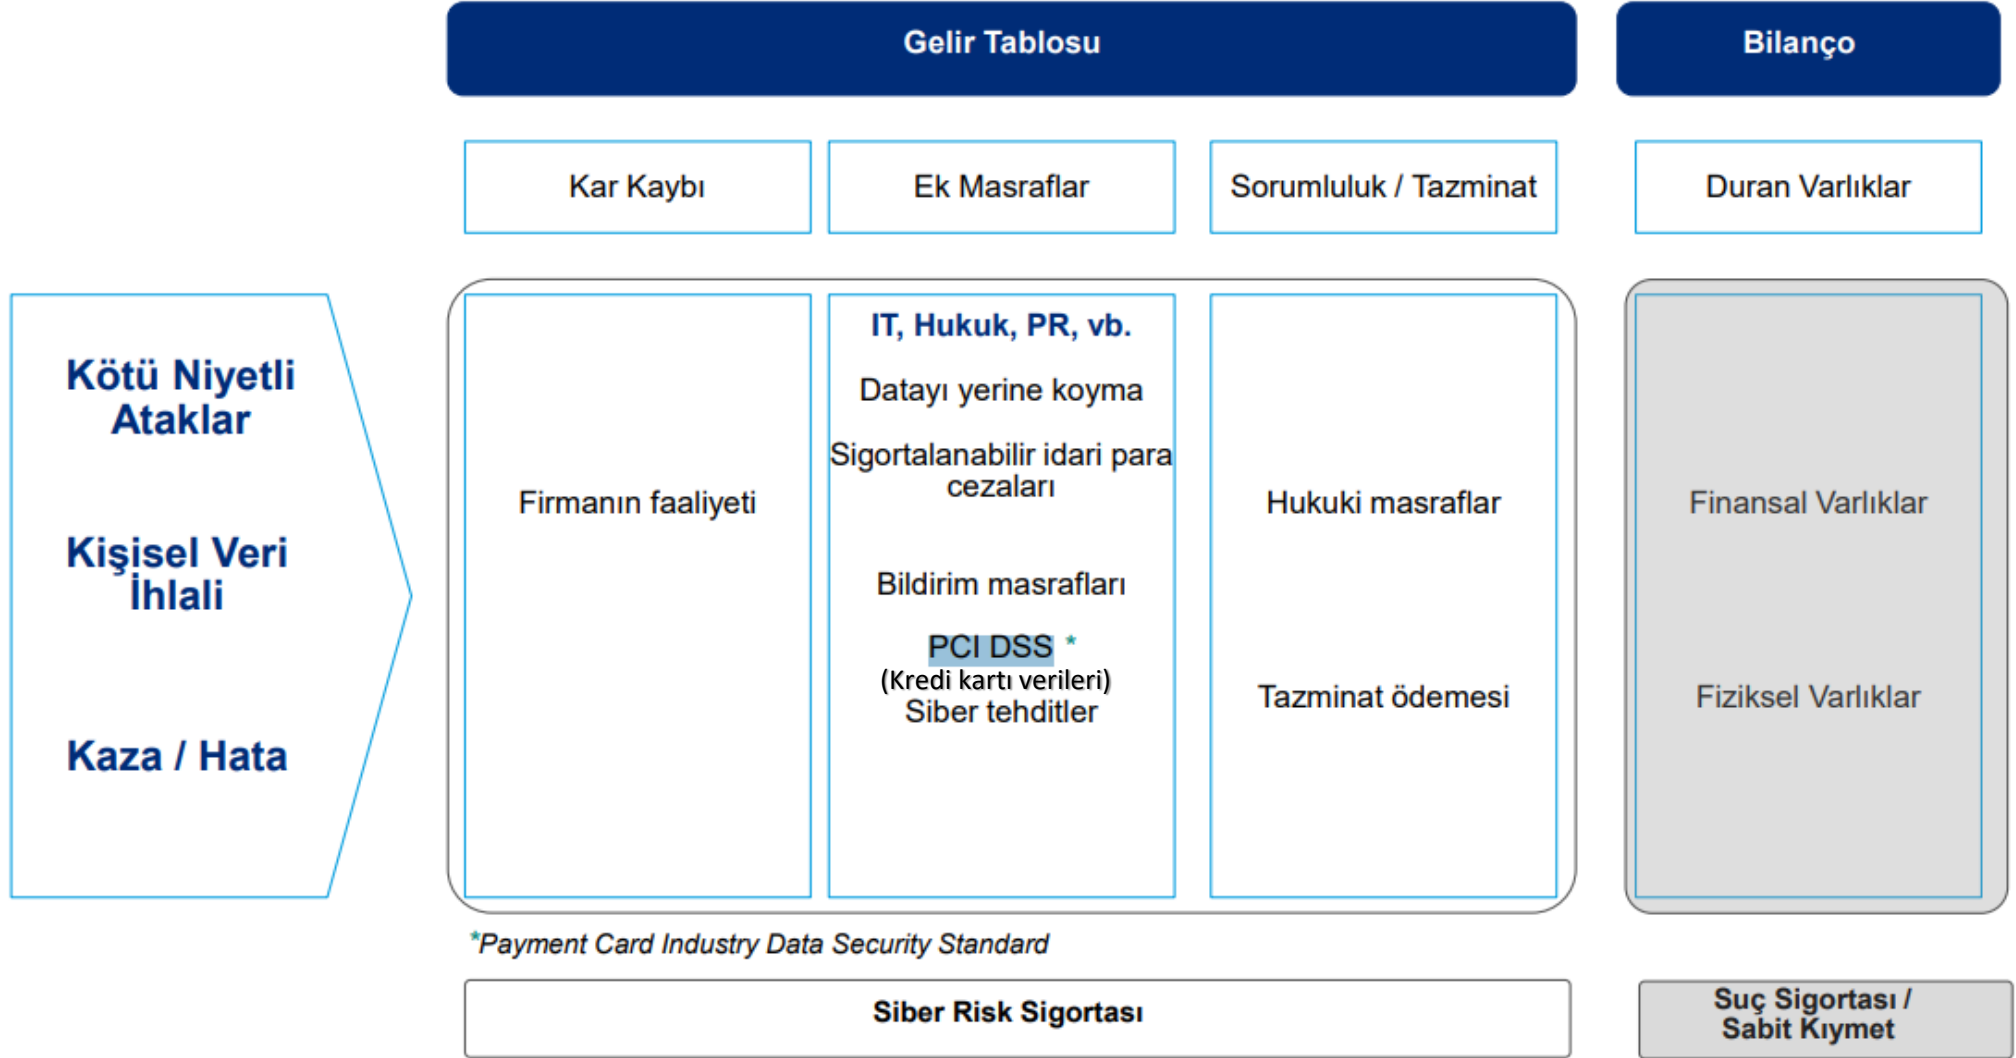 Gelir Tablosu
Bilanço
Kar Kaybı
Ek Masraflar
Sorumluluk / Tazminat
Duran Varlıklar
Kötü Niyetli
Ataklar
Kişisel Veri
İhlali
Kaza / Hata
Firmanın faaliyeti
IT, Hukuk, PR, vb.
Datayı yerine koyma
Sigortalanabilir idari para
cezaları
Bildirim masrafları
PCI DSS *
(Kredi kartı verileri)
Siber tehditler
Hukuki masraflar
Tazminat ödemesi
Finansal Varlıklar
Fiziksel Varlıklar
*Payment Card Industry Data Security Standard
Siber Risk Sigortası
Suç Sigortası /
Sabit Kıymet